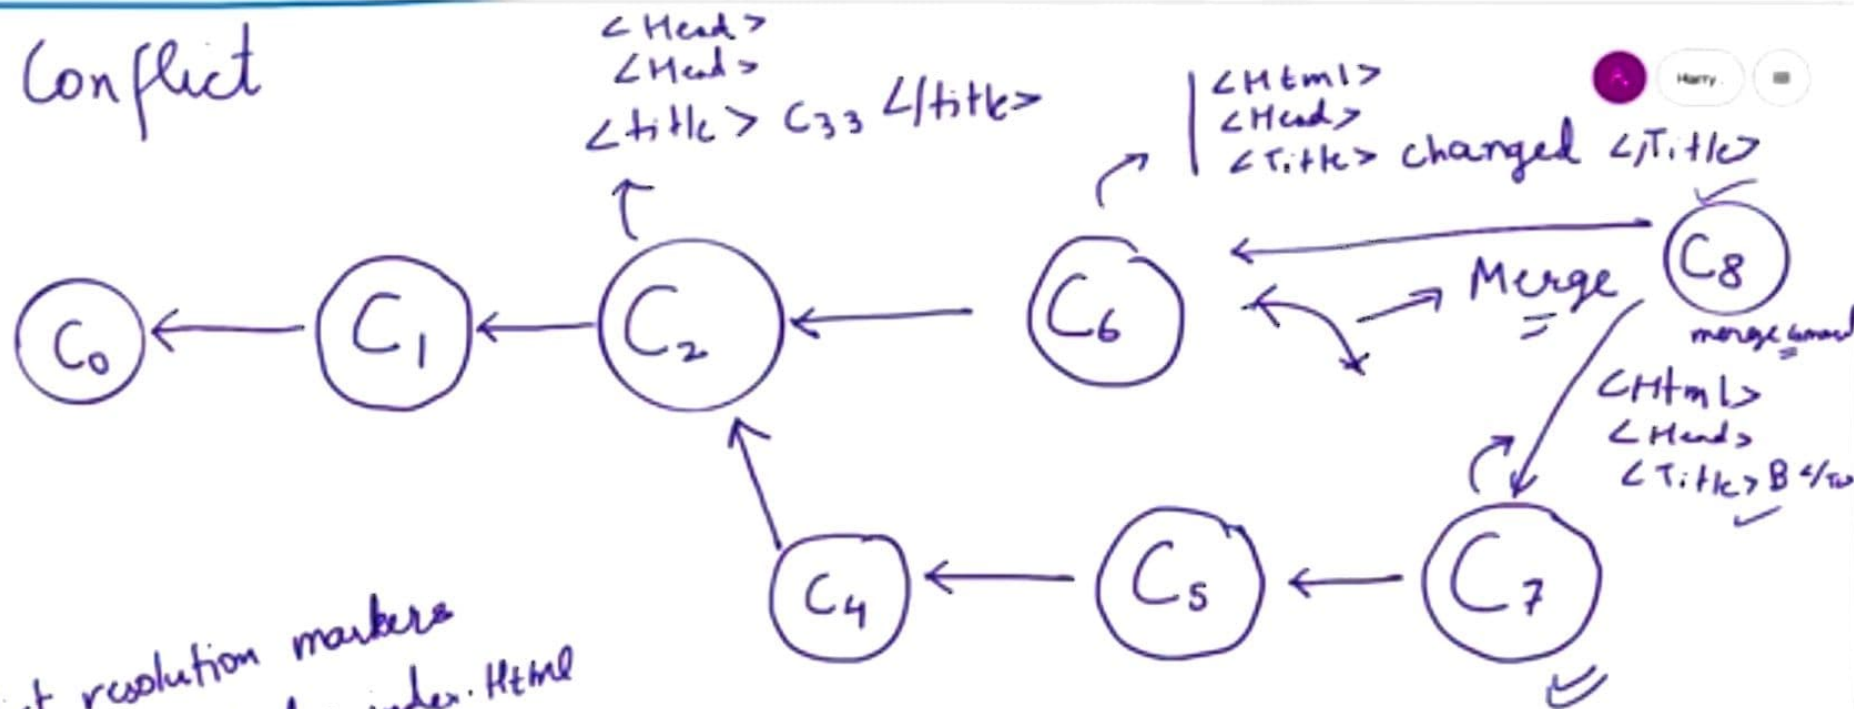 Conflict
<Head>
<Head>
<title> C33 </title>
<Html>
<Head>
<Title> changed </Title>
Harry
C8
merge
Merge
C0
C1
C2
C6
<Html>
<Head>
<Title> B
C4
C5
C7
resolution markers
index.Html